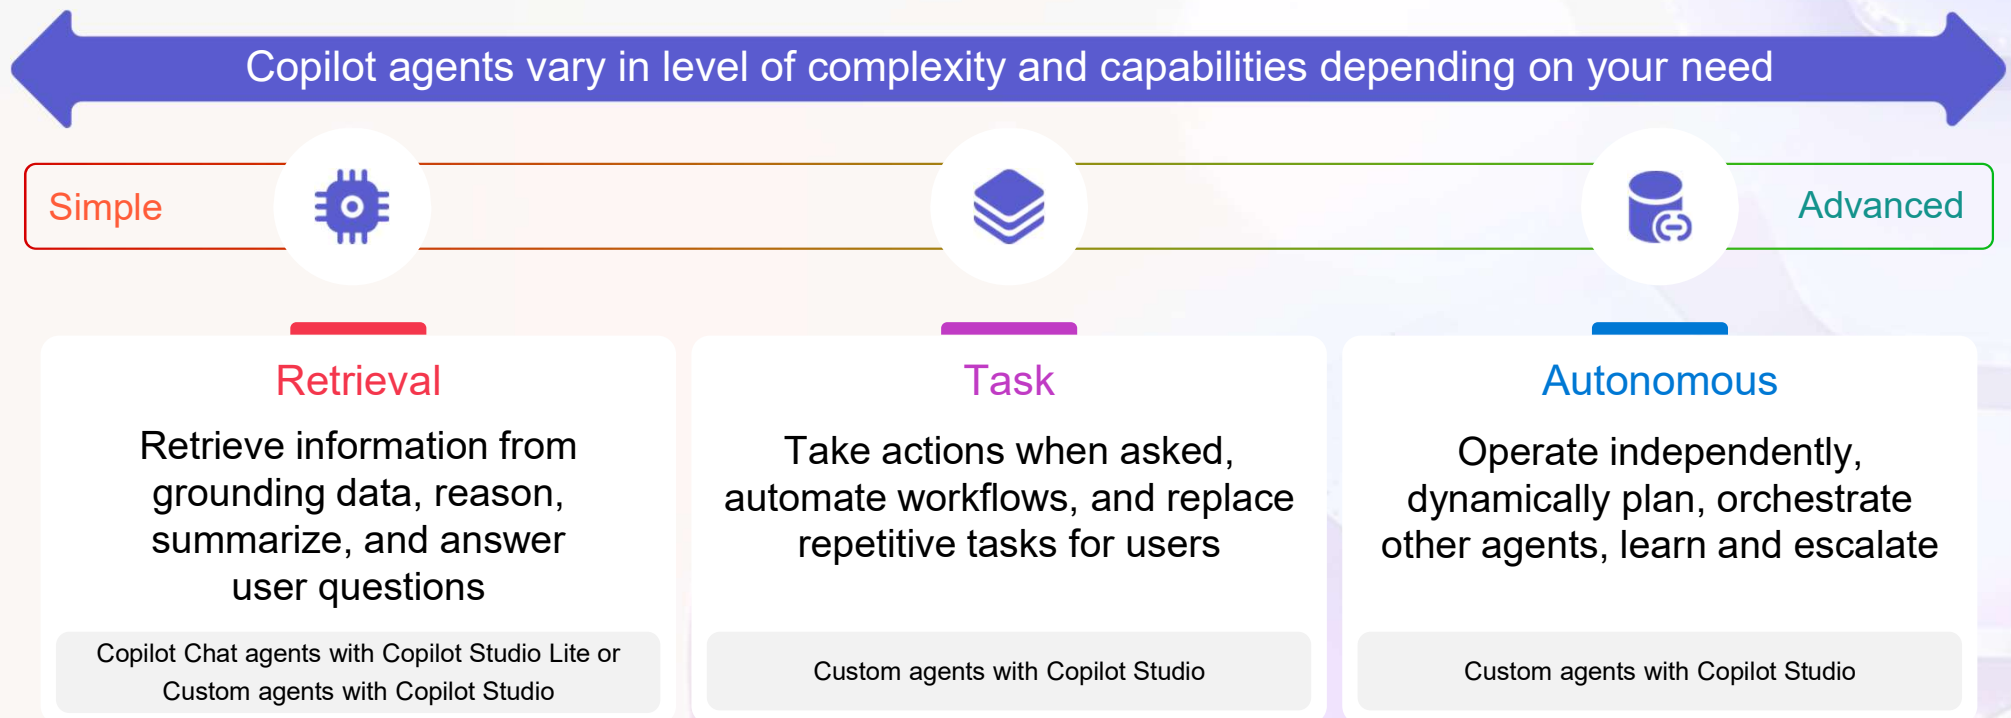 Copilot agents vary in level of complexity and capabilities depending on your need
Simple
Advanced
Retrieval
Retrieve information from
grounding data, reason,
summarize, and answer
user questions
Copilot Chat agents with Copilot Studio Lite or
Custom agents with Copilot Studio
Task
Take actions when asked,
automate workflows, and replace
repetitive tasks for users
Custom agents with Copilot Studio
Autonomous
Operate independently,
dynamically plan, orchestrate
other agents, learn and escalate
Custom agents with Copilot Studio